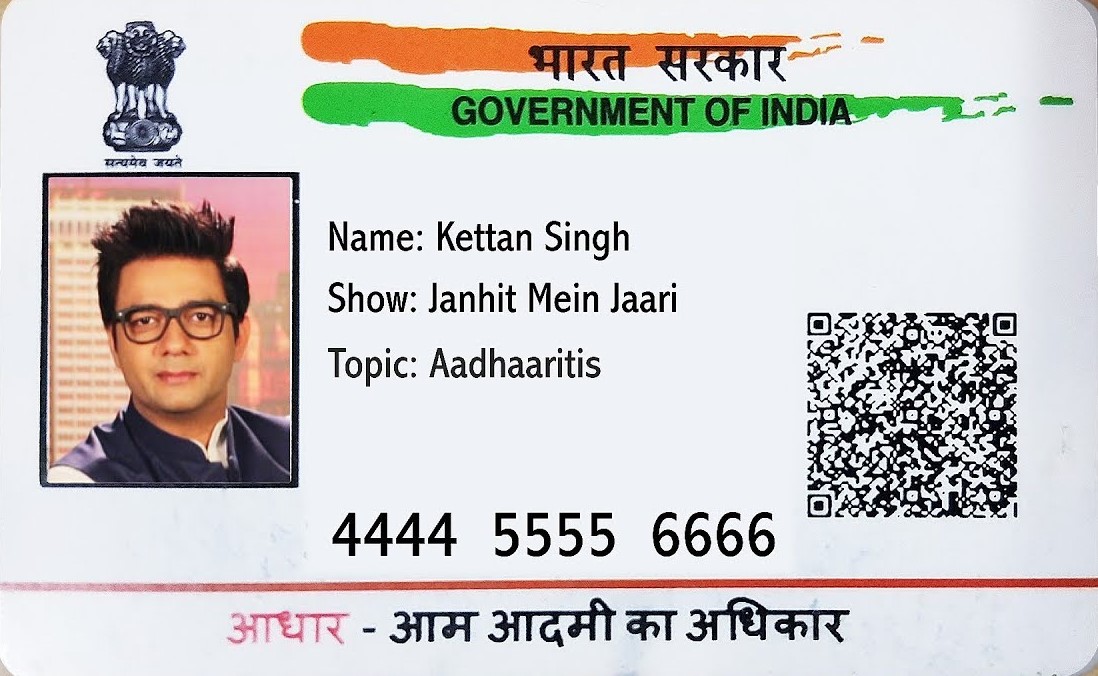 भारत सरकार
GOVERNMENT OF INDIA
सत्यमेव जयते
Name: Kettan Singh
Show: Janhit Mein Jaari
Topic: Aadhaaritis
4444 5555 6666
आधार - आम आदमी का अधिकार